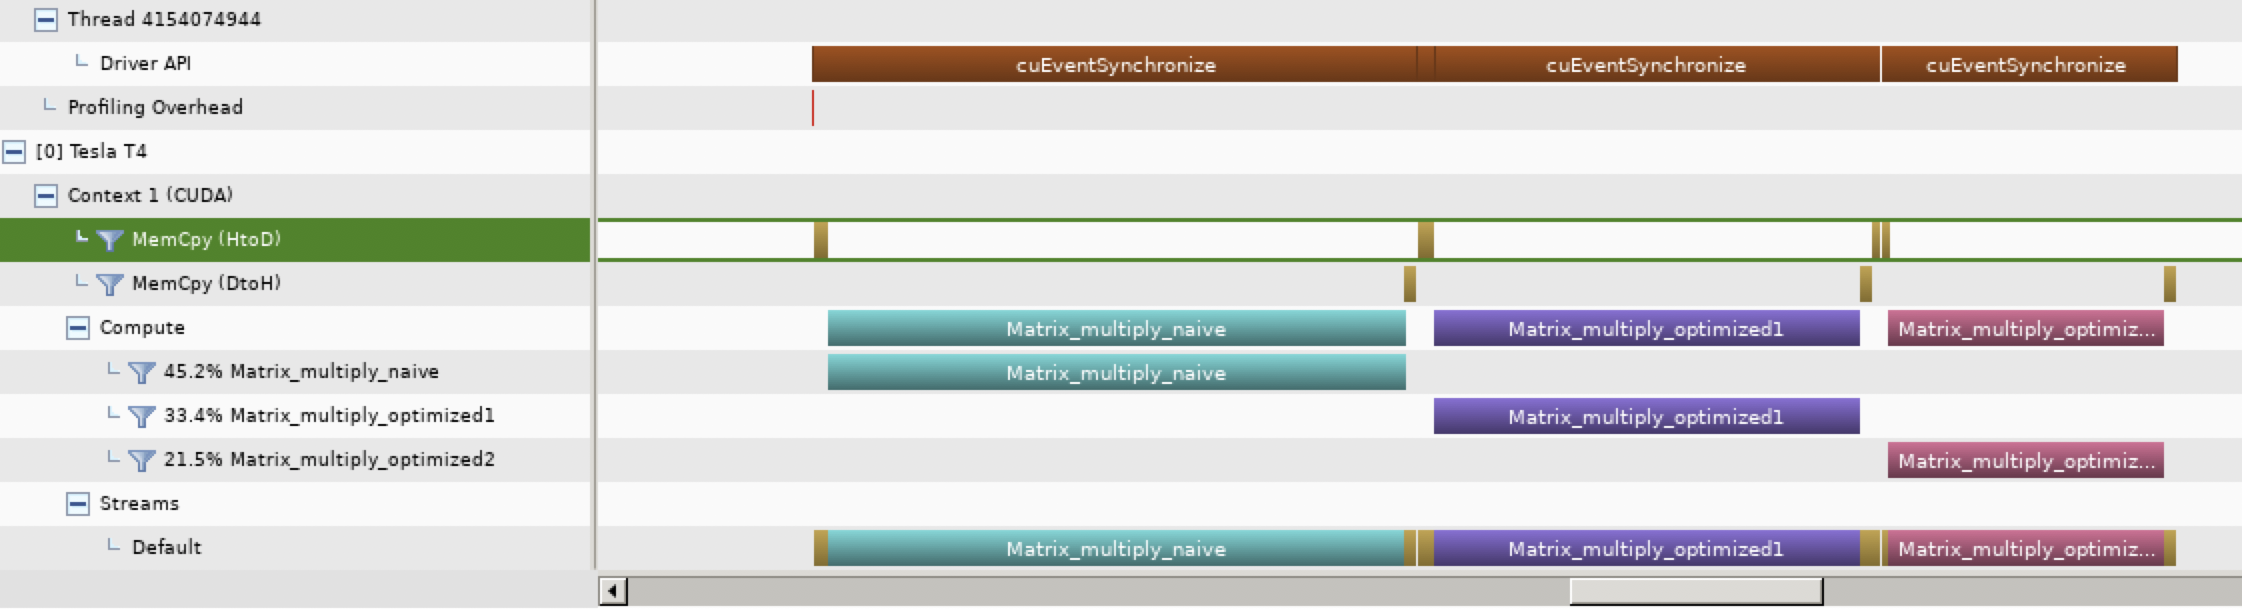 Thread 4154074944
Driver API cuEventSynchronize cuEventSynchronize cuEventSynchronize
Profiling Overhead
[0] Tesla T4
Context 1 (CUDA)
MemCpy (HtoD)
MemCpy (DtoH)
Compute Matrix_multiply_naive Matrix_multiply_optimized1 Matrix_multiply_optimiz...
45.2% Matrix_multiply_naive Matrix_multiply_naive
33.4% Matrix_multiply_optimized1 Matrix_multiply_optimized1
21.5% Matrix_multiply_optimized2 Matrix_multiply_optimiz...
Streams
Default Matrix_multiply_naive Matrix_multiply_optimized1 Matrix_multiply_optimiz...